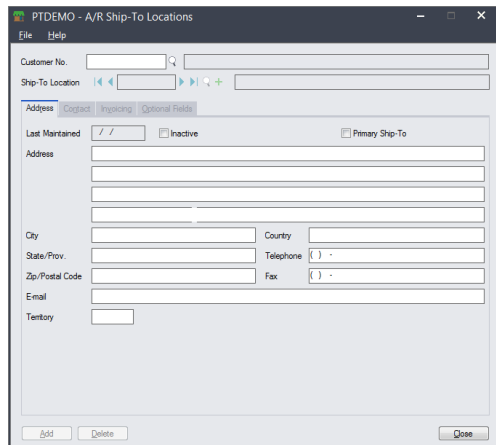 PTDEMO - A/R Ship-To Locations
File Help
Customer No.
Ship-To Location
Address Contact Invoicing Optional Fields
Last Maintained / / Inactive Primary Ship-To
Address
City Country
State/Prov. Telephone ( ) -
Zip/Postal Code Fax ( ) -
E-mail
Territory
Add Delete Close